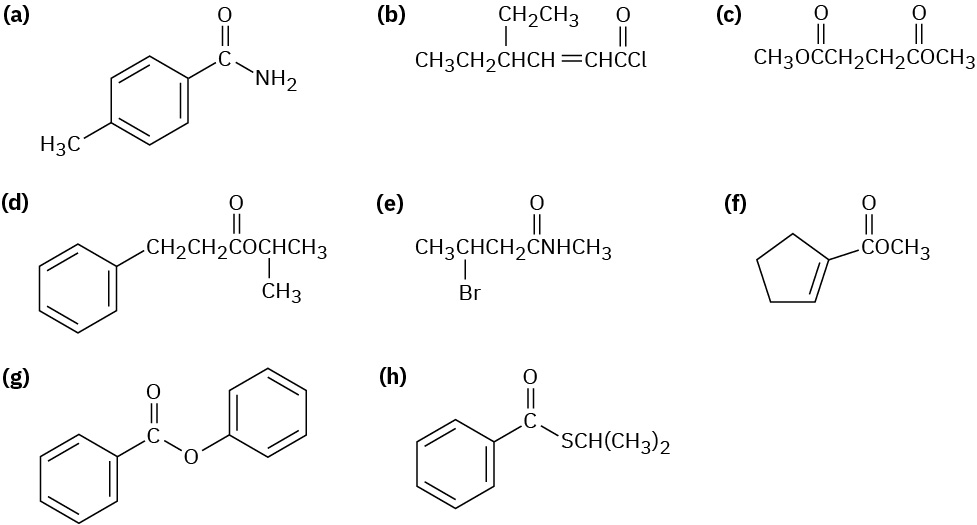 (a)
O
C
NH2
H3C
(b)
CH2CH3 O
CH3CH2CHCH=CHCCl
(c)
O O
CH3OCCH2CH2COCH3
(d)
O
CH2CH2COCHCH3
CH3
(e)
O
CH3CHCH2CNHCH3
Br
(f)
O
COCH3
(g)
O
C
O
(h)
O
C
SCH(CH3)2